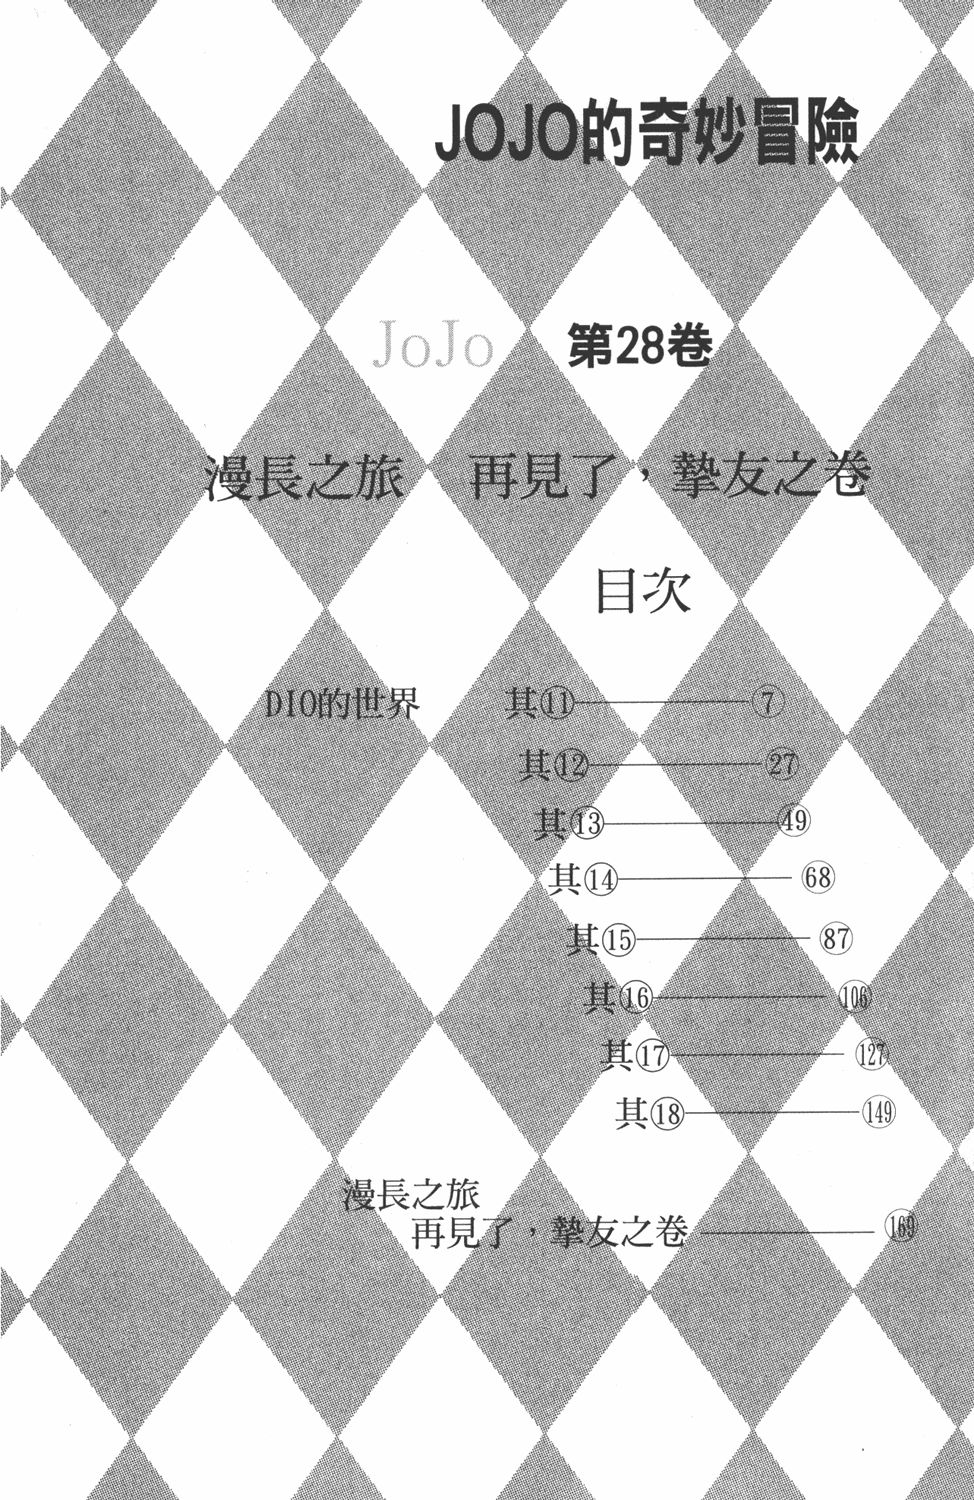 JOJO的奇妙冒險
JoJo 第28卷
漫長之旅 再見了，摯友之卷
目次
DIO的世界 其⑪ ⑦
其⑫ ㉗
其⑬ ㊾
其⑭ 68
其⑮ 87
其⑯ 106
其⑰ 127
其⑱ 149
漫長之旅
再見了，摯友之卷 169